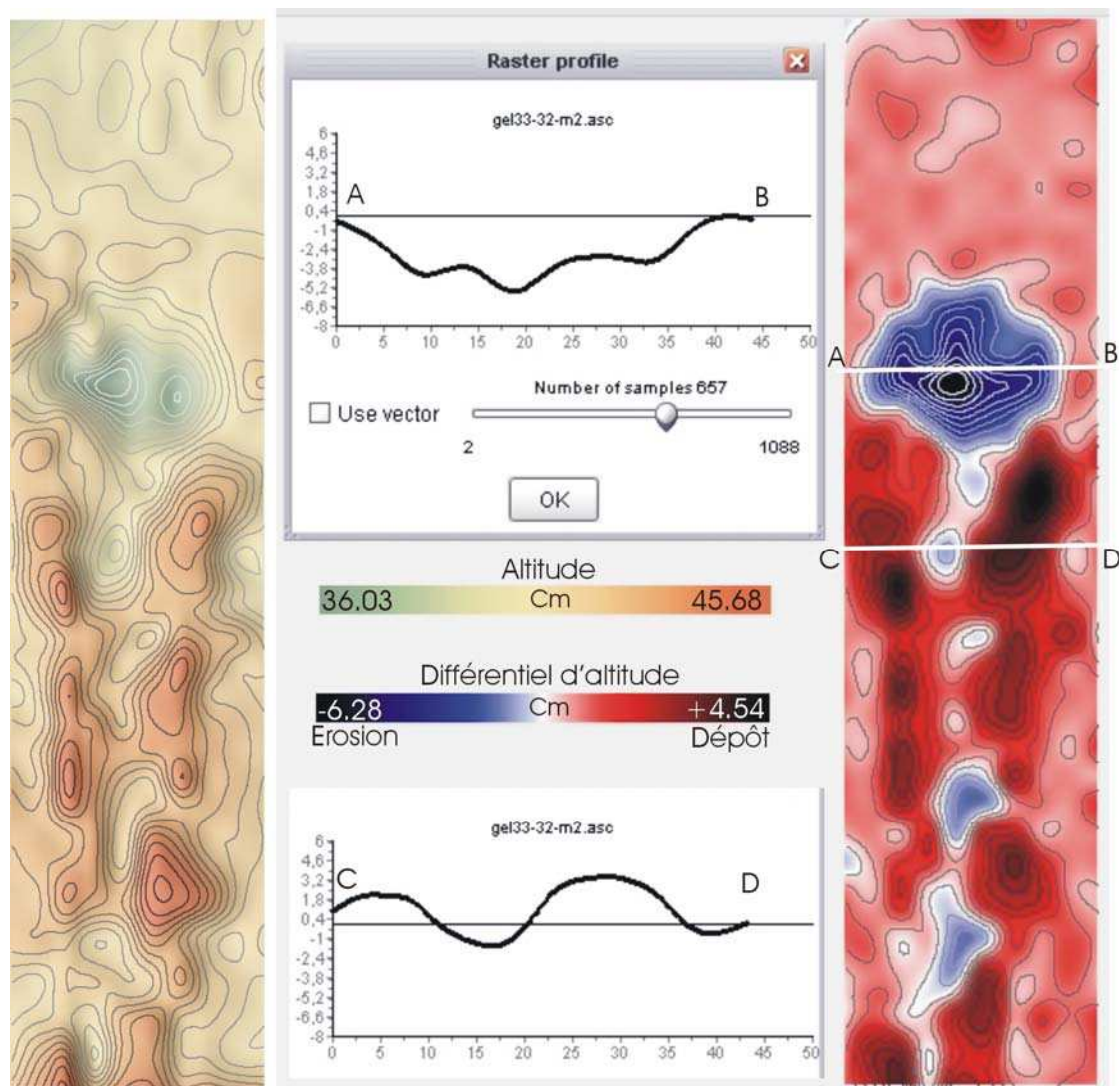 Raster profile
gel33-32-m2.asc
6
4,6
3,2
1,8
0,4
-1
-2,4
-3,8
-5,2
-6,6
-8
A
B
0 5 10 15 20 25 30 35 40 45 50
Number of samples 657
Use vector
2 1088
OK
A
B
C
D
Altitude
36.03 Cm 45.68
Différentiel d'altitude
-6.28 Cm +4.54
Erosion Dépôt
gel33-32-m2.asc
6
4,6
3,2
1,8
0,4
-1
-2,4
-3,8
-5,2
-6,6
-8
C
D
0 5 10 15 20 25 30 35 40 45 50